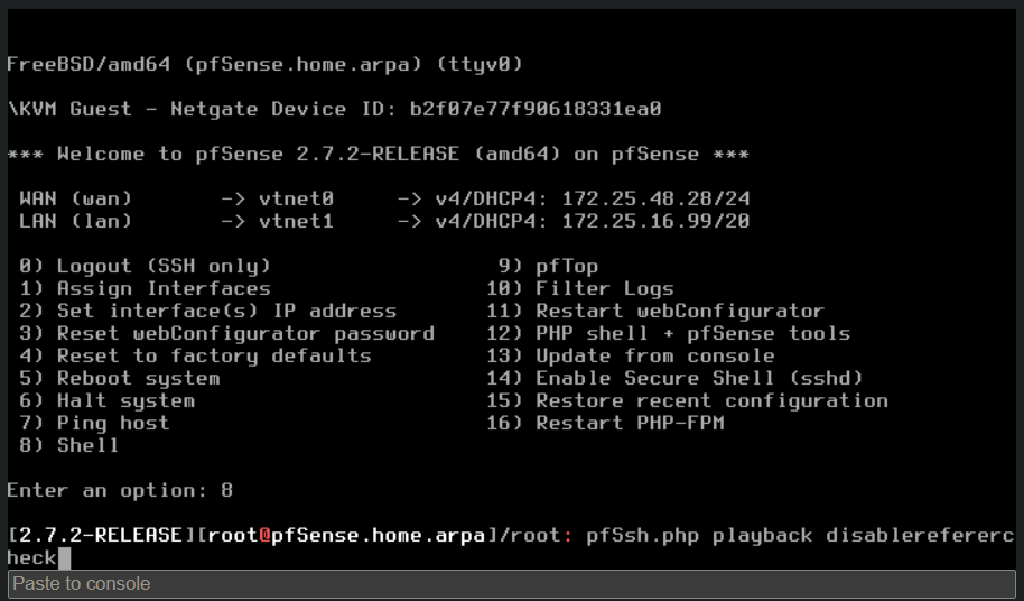 FreeBSD/amd64 (pfSense.home.arpa) (ttyv0)
\KVM Guest - Netgate Device ID: b2f07e77f90618331ea0
*** Welcome to pfSense 2.7.2-RELEASE (amd64) on pfSense ***
WAN (wan) -> vtnet0 -> v4/DHCP4: 172.25.48.28/24
LAN (lan) -> vtnet1 -> v4/DHCP4: 172.25.16.99/20
0) Logout (SSH only) 9) pfTop
1) Assign Interfaces 10) Filter Logs
2) Set interface(s) IP address 11) Restart webConfigurator
3) Reset webConfigurator password 12) PHP shell + pfSense tools
4) Reset to factory defaults 13) Update from console
5) Reboot system 14) Enable Secure Shell (sshd)
6) Halt system 15) Restore recent configuration
7) Ping host 16) Restart PHP-FPM
8) Shell
Enter an option: 8
[2.7.2-RELEASE][root@pfSense.home.arpa]/root: pfSsh.php playback disablerefererc
heck
Paste to console